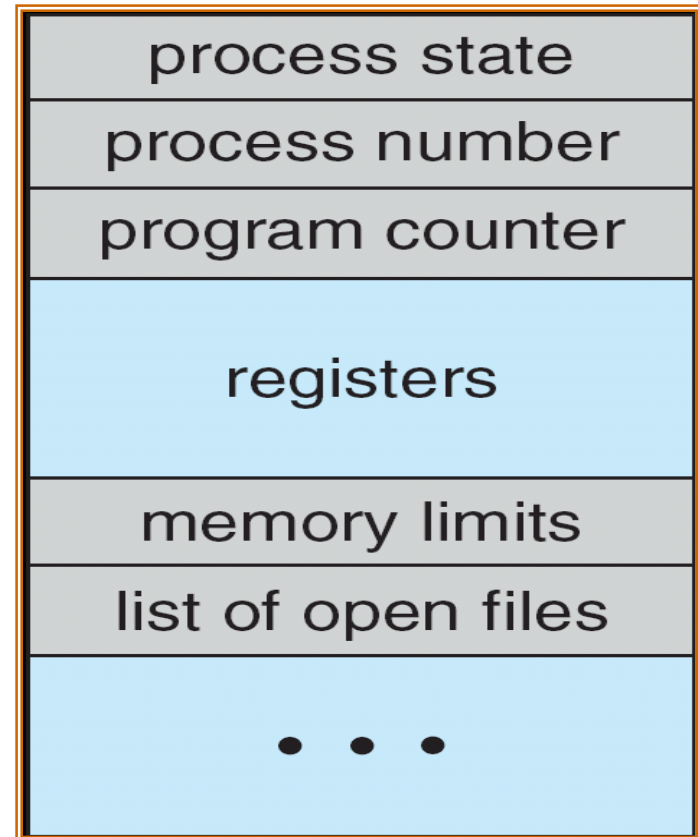 process state
process number
program counter
registers
memory limits
list of open files
• • •